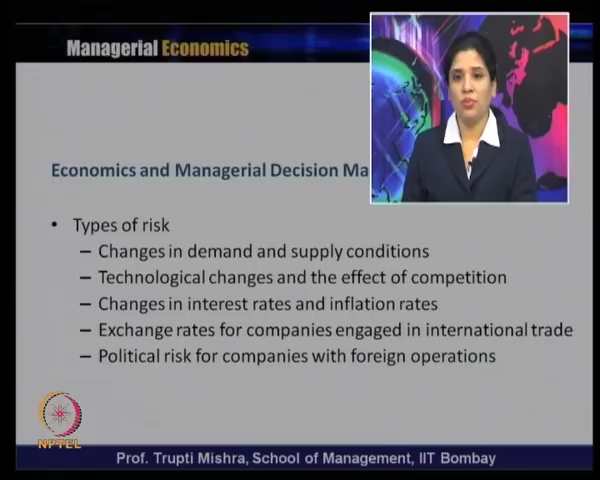 Managerial Economics
Economics and Managerial Decision Ma
• Types of risk
– Changes in demand and supply conditions
– Technological changes and the effect of competition
– Changes in interest rates and inflation rates
– Exchange rates for companies engaged in international trade
– Political risk for companies with foreign operations
NPTEL
Prof. Trupti Mishra, School of Management, IIT Bombay